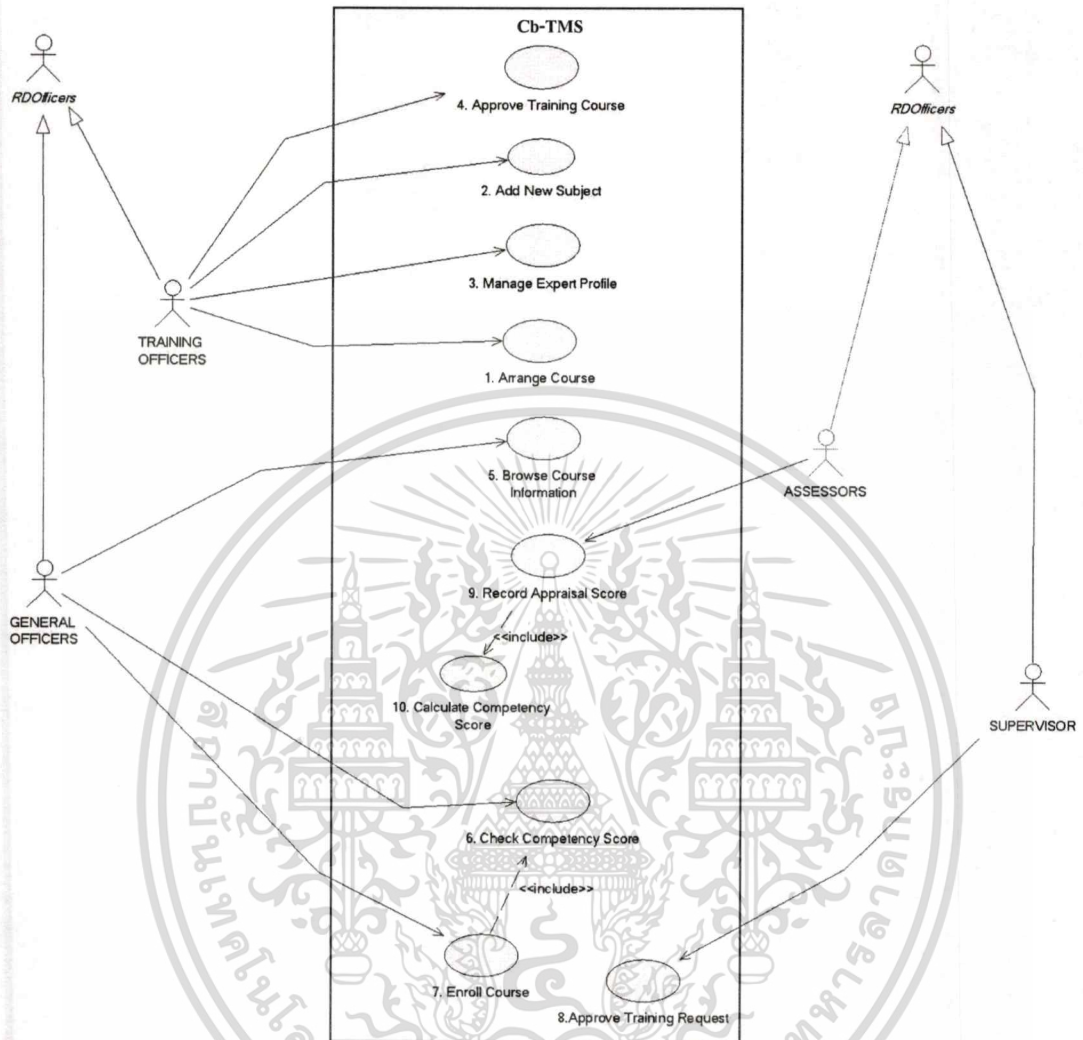 Cb-TMS
RDOfficers
RDOfficers
4. Approve Training Course
2. Add New Subject
3. Manage Expert Profile
TRAINING
OFFICERS
1. Arrange Course
5. Browse Course
Information
ASSESSORS
9. Record Appraisal Score
GENERAL
OFFICERS
<<include>>
10. Calculate Competency
Score
SUPERVISOR
6. Check Competency Score
<<include>>
7. Enroll Course
8.Approve Training Request